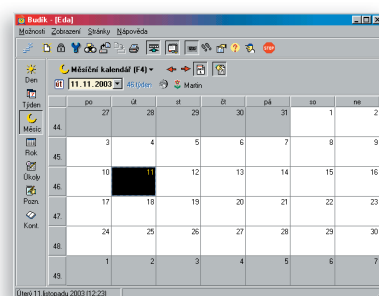 Budík - [Eda]
Možnosti Zobrazení Stránky Nápověda
STOP
Den
Týden
Měsíc
Rok
Úkoly
Pozn.
Kont.
Měsíční kalendář (F4)
út 11.11.2003 46.týden Martin
po út st čt pá so ne
44. 27 28 29 30 31 1 2
45. 3 4 5 6 7 8 9
46. 10 11 12 13 14 15 16
47. 17 18 19 20 21 22 23
48. 24 25 26 27 28 29 30
49. 1 2 3 4 5 6 7
Úterý 11 listopadu 2003 [12:23]